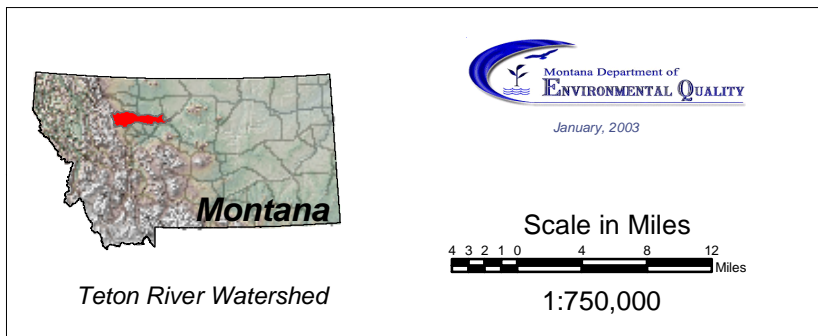 Montana
Teton River Watershed
Montana Department of
ENVIRONMENTAL QUALITY
January, 2003
Scale in Miles
4 3 2 1 0 4 8 12
Miles
1:750,000